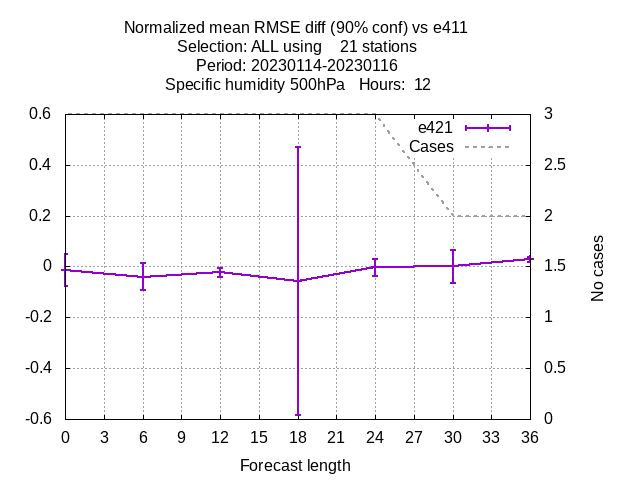 Normalized mean RMSE diff (90% conf) vs e411
Selection: ALL using    21 stations
Period: 20230114-20230116
Specific humidity 500hPa   Hours:  12
e421
Cases
0.6
0.4
0.2
0
-0.2
-0.4
-0.6
3
2.5
2
1.5
1
0.5
0
No cases
0 3 6 9 12 15 18 21 24 27 30 33 36
Forecast length